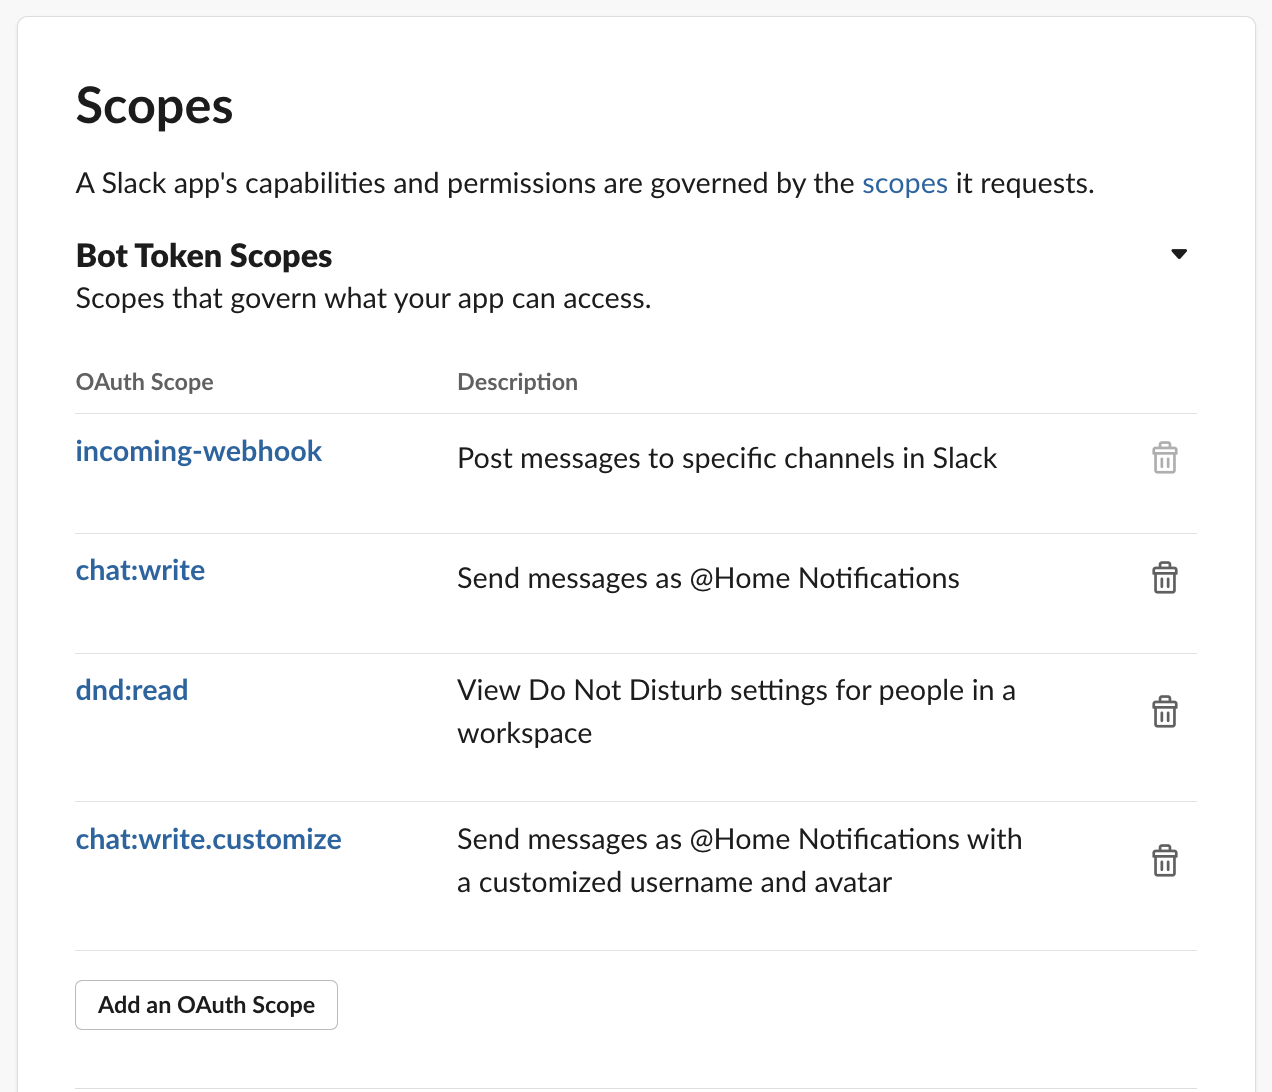 Scopes
A Slack app's capabilities and permissions are governed by the scopes it requests.
Bot Token Scopes
Scopes that govern what your app can access.
OAuth Scope Description
incoming-webhook Post messages to specific channels in Slack
chat:write Send messages as @Home Notifications
dnd:read View Do Not Disturb settings for people in a
workspace
chat:write.customize Send messages as @Home Notifications with
a customized username and avatar
Add an OAuth Scope